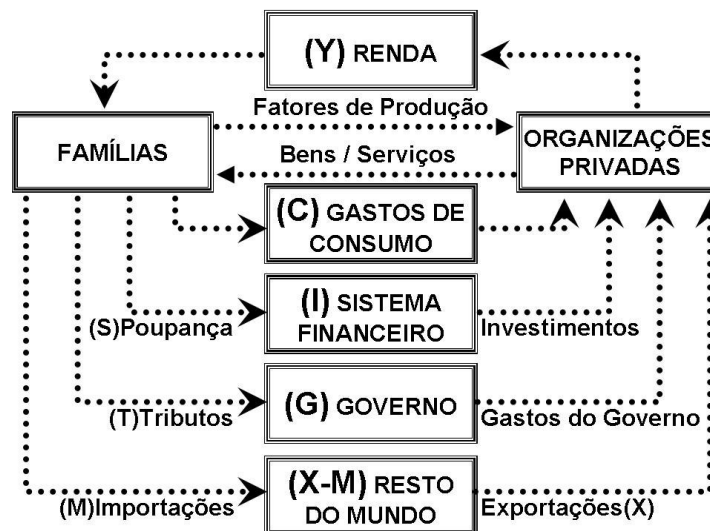 (Y) RENDA
Fatores de Produção
FAMÍLIAS
ORGANIZAÇÕES
PRIVADAS
Bens / Serviços
(C) GASTOS DE
CONSUMO
(I) SISTEMA
FINANCEIRO
(S)Poupança
Investimentos
(G) GOVERNO
(T)Tributos
Gastos do Governo
(X-M) RESTO
DO MUNDO
(M)Importações
Exportações(X)